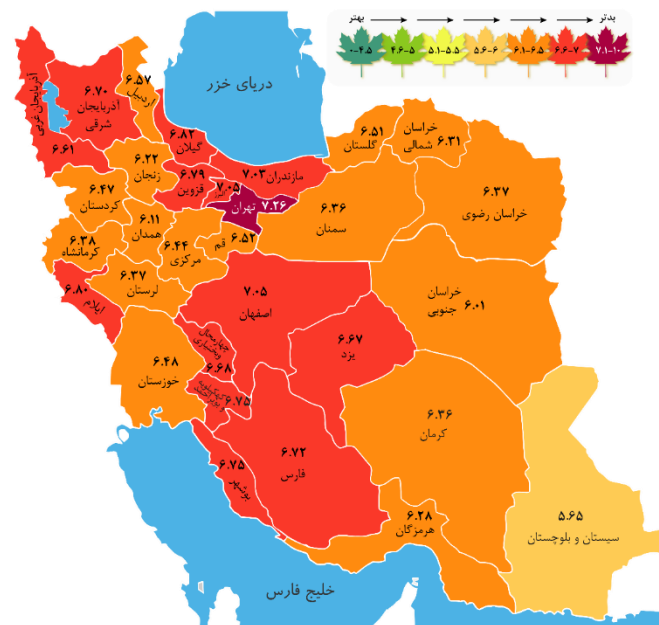 بهتر
بدتر
۰-۴.۵
۴.۶-۵
۵.۱-۵.۵
۵.۶-۶
۶.۱-۶.۵
۶.۶-۷
۷.۱-۱۰
دریای خزر
آذربایجان غربی
۶.۶۱
۶.۷۰
آذربایجان
شرقی
۶.۵۷
اردبیل
۶.۸۲
گیلان
۶.۵۱
گلستان
خراسان
شمالی
۶.۳۱
۶.۳۷
خراسان رضوی
۶.۲۲
زنجان
۶.۷۹
قزوین
۷.۰۵
البرز
مازندران ۷.۰۳
تهران ۷.۲۶
۶.۳۶
سمنان
۶.۴۷
کردستان
۶.۱۱
همدان
۶.۴۴
مرکزی
قم ۶.۵۲
۶.۳۸
کرمانشاه
۶.۳۷
لرستان
۶.۸۰
ایلام
۷.۰۵
اصفهان
خراسان
جنوبی
۶.۰۱
۶.۶۷
یزد
چهارمحال
وبختیاری
۶.۶۸
۶.۴۸
خوزستان
کهگیلویه
و بویر احمد
۶.۷۵
۶.۳۶
کرمان
۶.۷۲
فارس
۶.۷۵
بوشهر
۶.۲۸
هرمزگان
۵.۶۵
سیستان و بلوچستان
خلیج فارس